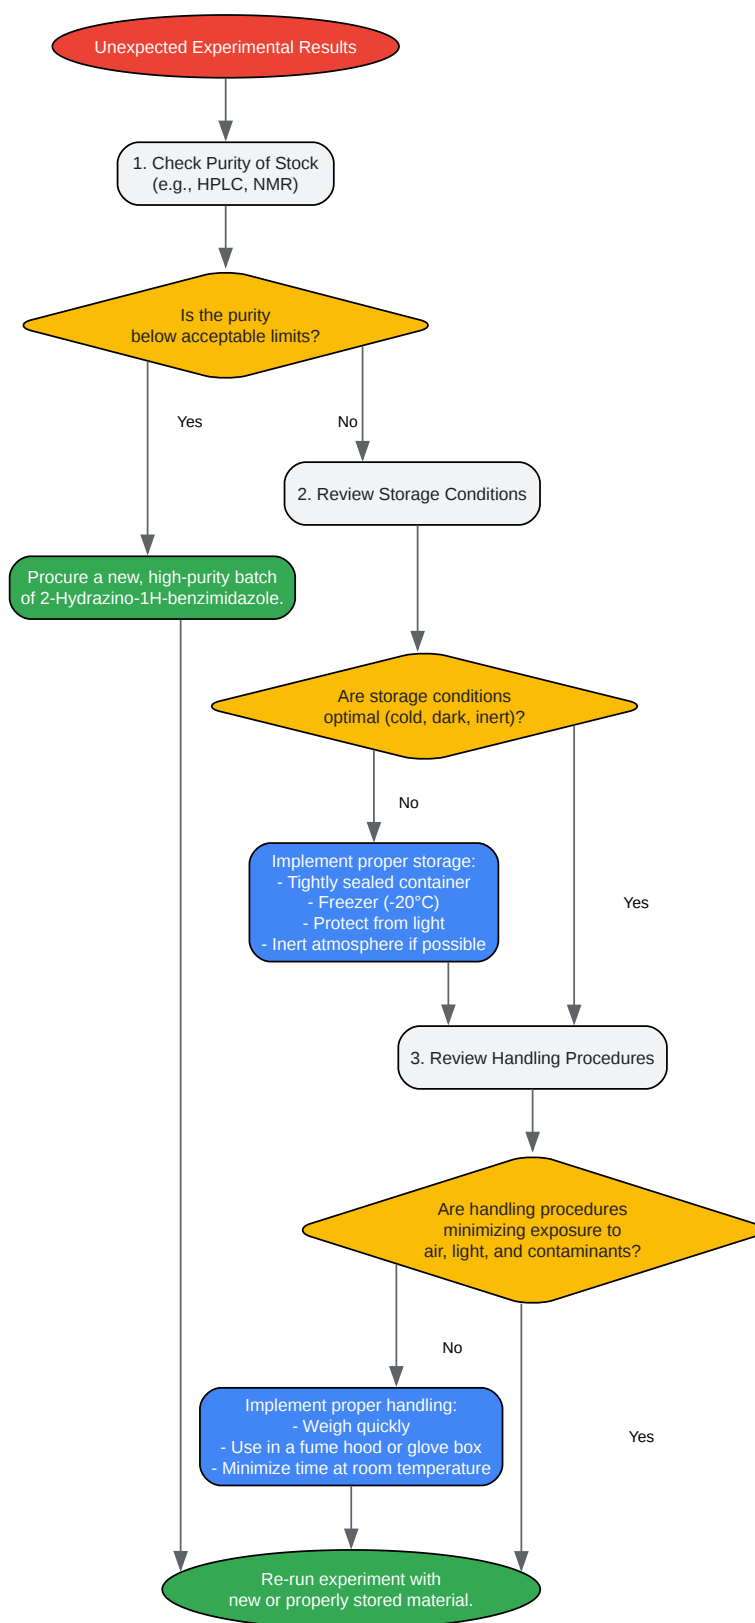 Unexpected Experimental Results
1. Check Purity of Stock
(e.g., HPLC, NMR)
Is the purity
below acceptable limits?
Yes
No
2. Review Storage Conditions
Procure a new, high-purity batch
of 2-Hydrazino-1H-benzimidazole.
Are storage conditions
optimal (cold, dark, inert)?
No
Implement proper storage:
- Tightly sealed container
- Freezer (-20°C)
- Protect from light
- Inert atmosphere if possible
Yes
3. Review Handling Procedures
Are handling procedures
minimizing exposure to
air, light, and contaminants?
No
Implement proper handling:
- Weigh quickly
- Use in a fume hood or glove box
- Minimize time at room temperature
Yes
Re-run experiment with
new or properly stored material.